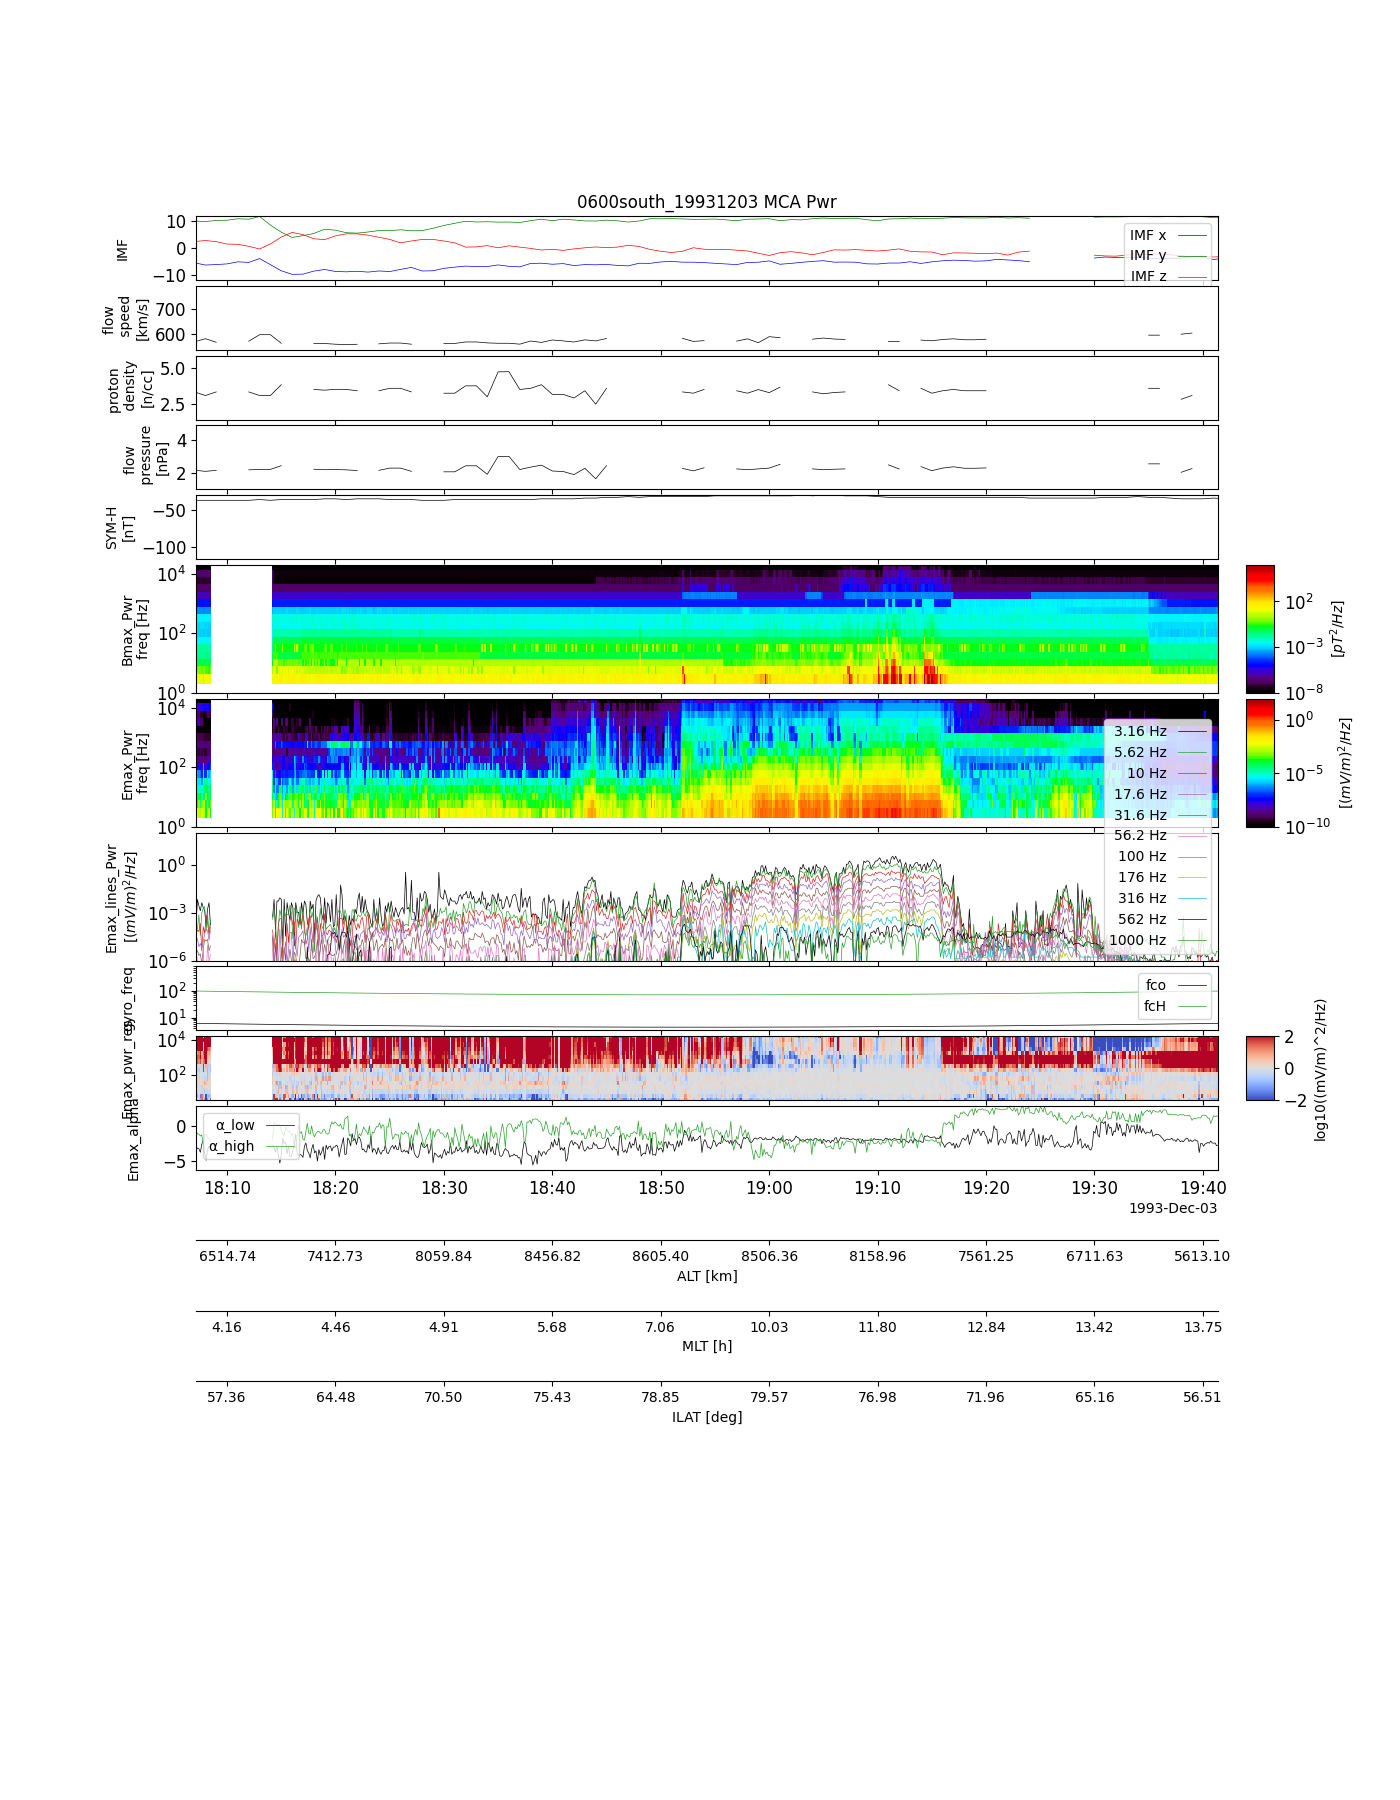 0600south_19931203 MCA Pwr
10
0
−10
IMF
IMF x
IMF y
IMF z
700
600
flow
speed
[km/s]
5.0
2.5
proton
density
[n/cc]
4
2
flow
pressure
[nPa]
−50
−100
SYM-H
[nT]
10^4
10^2
10^0
Bmax_Pwr
freq [Hz]
10^2
10^−3
10^−8
[pT^2/Hz]
10^4
10^2
10^0
Emax_Pwr
freq [Hz]
10^0
10^−5
10^−10
[(mV/m)^2/Hz]
3.16 Hz
5.62 Hz
10 Hz
17.6 Hz
31.6 Hz
56.2 Hz
100 Hz
176 Hz
316 Hz
562 Hz
1000 Hz
10^0
10^−3
10^−6
Emax_lines_Pwr
[(mV/m)^2/Hz]
10^2
10^1
gyro_freq
fco
fcH
10^4
10^2
Emax_pwr_reg
2
0
−2
log10((mV/m)^2/Hz)
0
−5
Emax_alpha
α_low
α_high
18:10 18:20 18:30 18:40 18:50 19:00 19:10 19:20 19:30 19:40
1993-Dec-03
6514.74 7412.73 8059.84 8456.82 8605.40 8506.36 8158.96 7561.25 6711.63 5613.10
ALT [km]
4.16 4.46 4.91 5.68 7.06 10.03 11.80 12.84 13.42 13.75
MLT [h]
57.36 64.48 70.50 75.43 78.85 79.57 76.98 71.96 65.16 56.51
ILAT [deg]